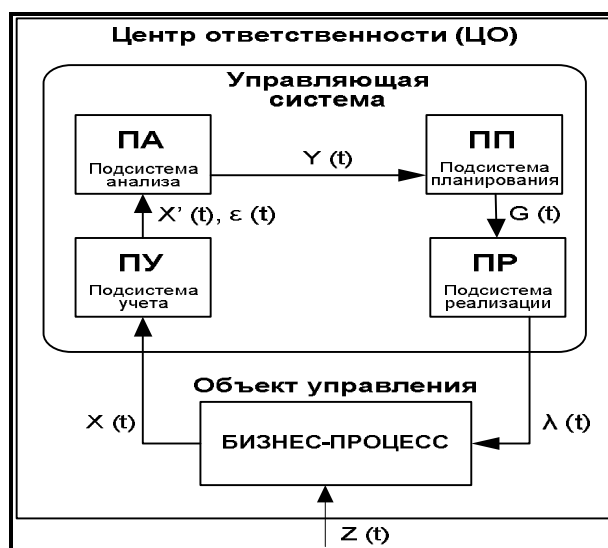 Центр ответственности (ЦО)
Управляющая
система
ПА
Подсистема
анализа
Y (t)
ПП
Подсистема
планирования
X' (t), ε (t)
G (t)
ПУ
Подсистема
учета
ПР
Подсистема
реализации
Объект управления
X (t)
БИЗНЕС-ПРОЦЕСС
λ (t)
Z (t)